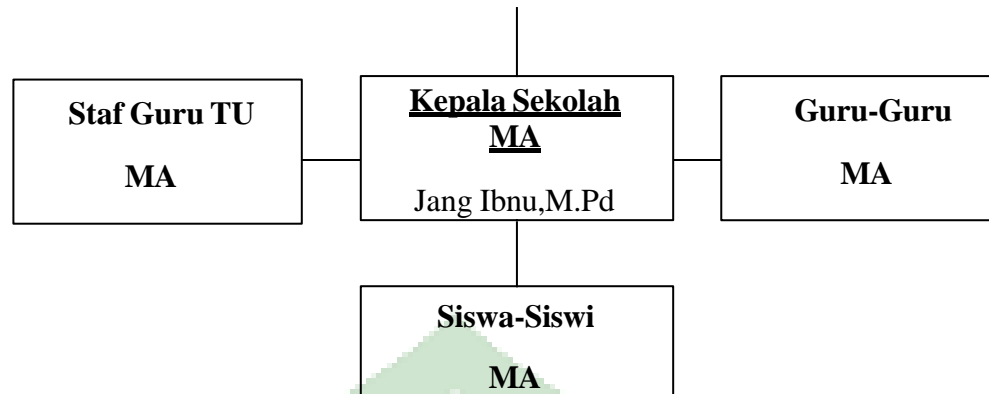 Staf Guru TU
MA
Kepala Sekolah
MA
Jang Ibnu,M.Pd
Guru-Guru
MA
Siswa-Siswi
MA